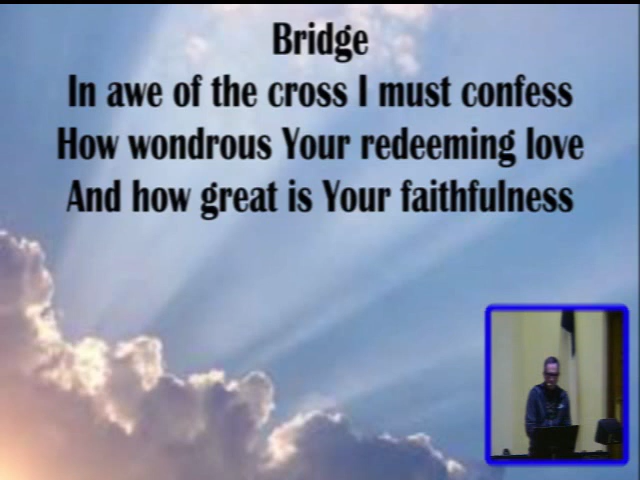 Bridge
In awe of the cross I must confess
How wondrous Your redeeming love
And how great is Your faithfulness